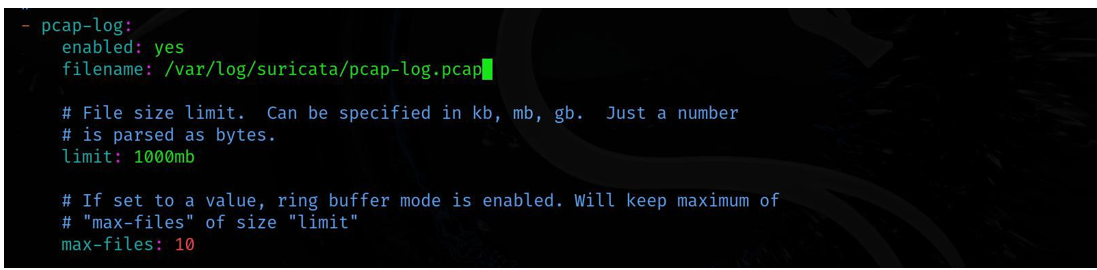 - pcap-log:
enabled: yes
filename: /var/log/suricata/pcap-log.pcap
# File size limit.  Can be specified in kb, mb, gb.  Just a number
# is parsed as bytes.
limit: 1000mb
# If set to a value, ring buffer mode is enabled. Will keep maximum of
# "max-files" of size "limit"
max-files: 10